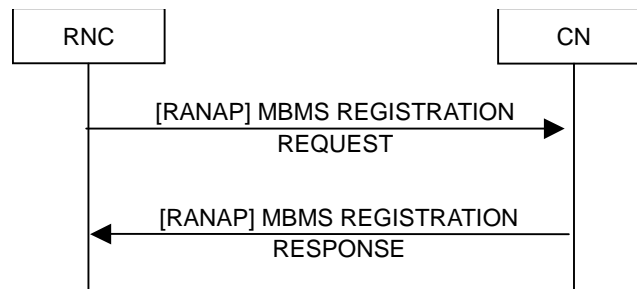 RNC
CN
[RANAP] MBMS REGISTRATION
REQUEST
[RANAP] MBMS REGISTRATION
RESPONSE